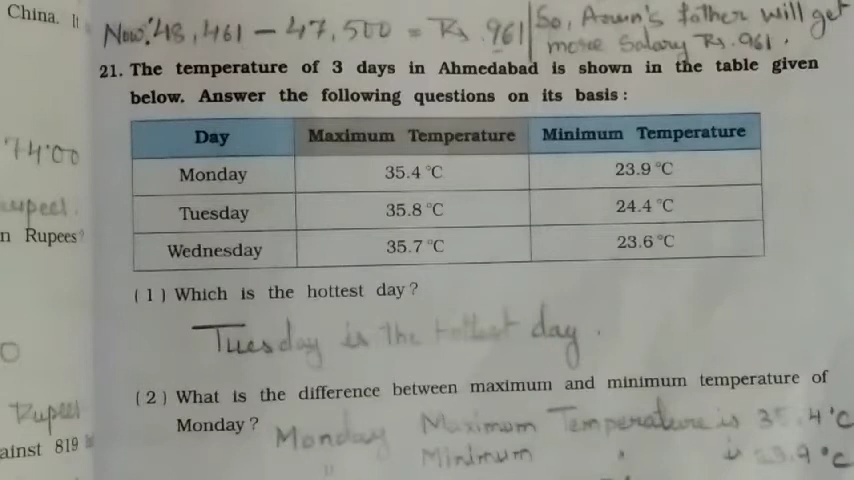 China. It
Now: 48,461 – 47,500 = Rs. 961
So, Arun's father will get
more Salary Rs. 961.
21. The temperature of 3 days in Ahmedabad is shown in the table given
below. Answer the following questions on its basis :
Day Maximum Temperature Minimum Temperature
Monday 35.4 °C 23.9 °C
Tuesday 35.8 °C 24.4 °C
Wednesday 35.7 °C 23.6 °C
7400
n Rupees?
( 1 ) Which is the hottest day ?
Tuesday is the hottest day.
( 2 ) What is the difference between maximum and minimum temperature of
Monday ?
Monday Maximum Temperature is 35.4 °C
Minimum " is 23.9 °C
Rupees
ainst 819